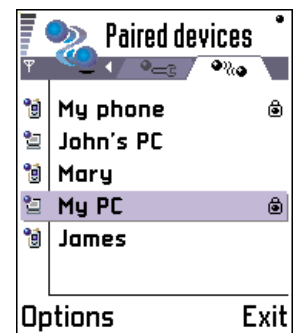 Paired devices
My phone
John's PC
Mary
My PC
James
Options Exit